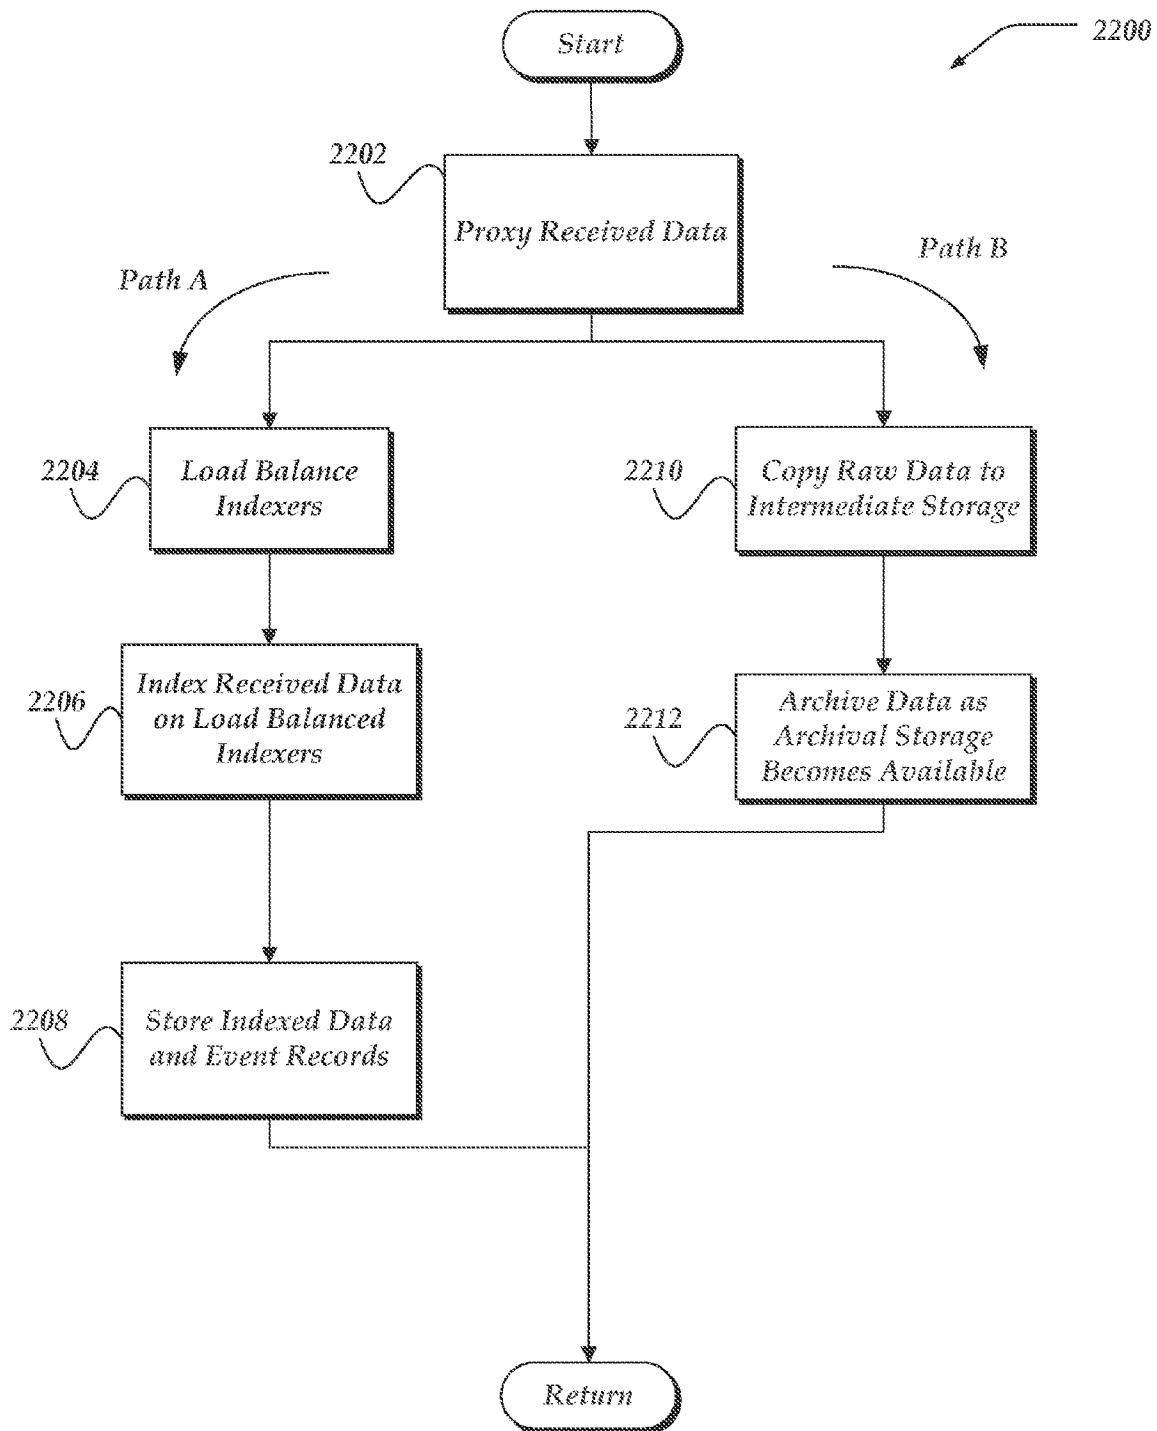 Start
2200
2202
Proxy Received Data
Path A
Path B
2204
Load Balance
Indexers
2210
Copy Raw Data to
Intermediate Storage
2206
Index Received Data
on Load Balanced
Indexers
2212
Archive Data as
Archival Storage
Becomes Available
2208
Store Indexed Data
and Event Records
Return